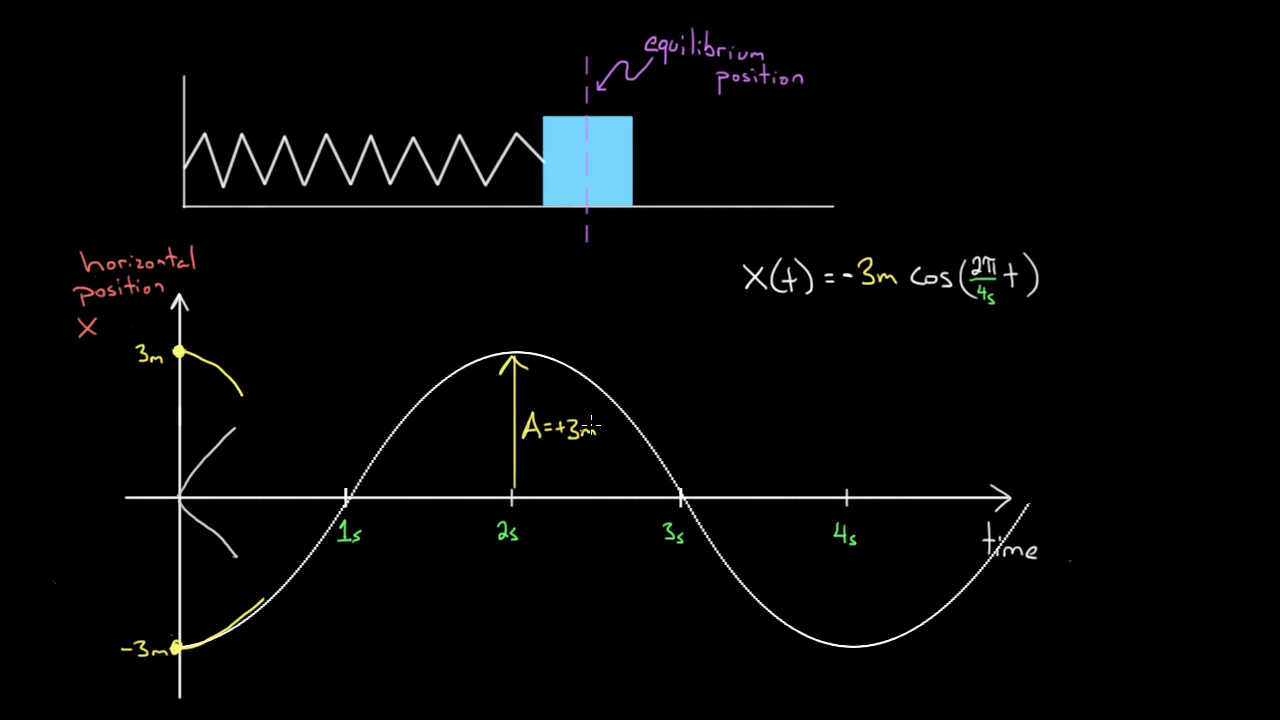 equilibrium
position
horizontal
position
X
X(t) = -3m cos(2π/4s t)
3m
A=+3m
1s 2s 3s 4s
time
-3m